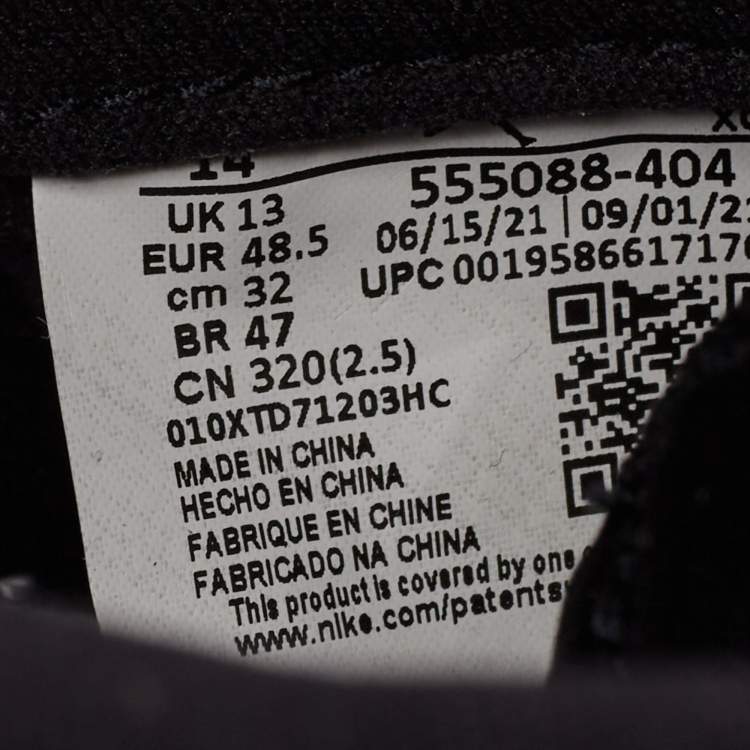 14
555088-404
UK 13
06/15/21 | 09/01/21
EUR 48.5
UPC 0019586617176
cm 32
BR 47
CN 320(2.5)
010XTD71203HC
MADE IN CHINA
HECHO EN CHINA
FABRIQUE EN CHINE
FABRICADO NA CHINA
This product is covered by one
www.nike.com/patents